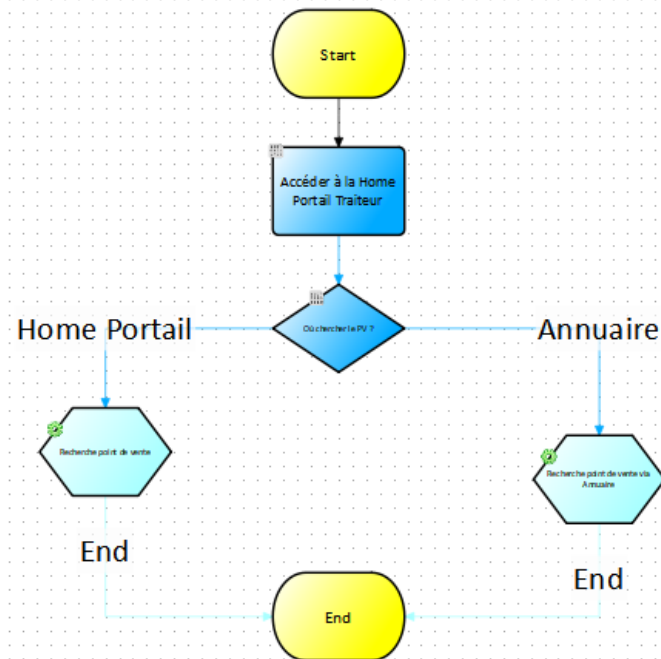 Start
Accéder à la Home
Portail Traiteur
Où chercher le PV ?
Home Portail
Annuaire
Recherche point de vente
Recherche point de vente via
Annuaire
End
End
End